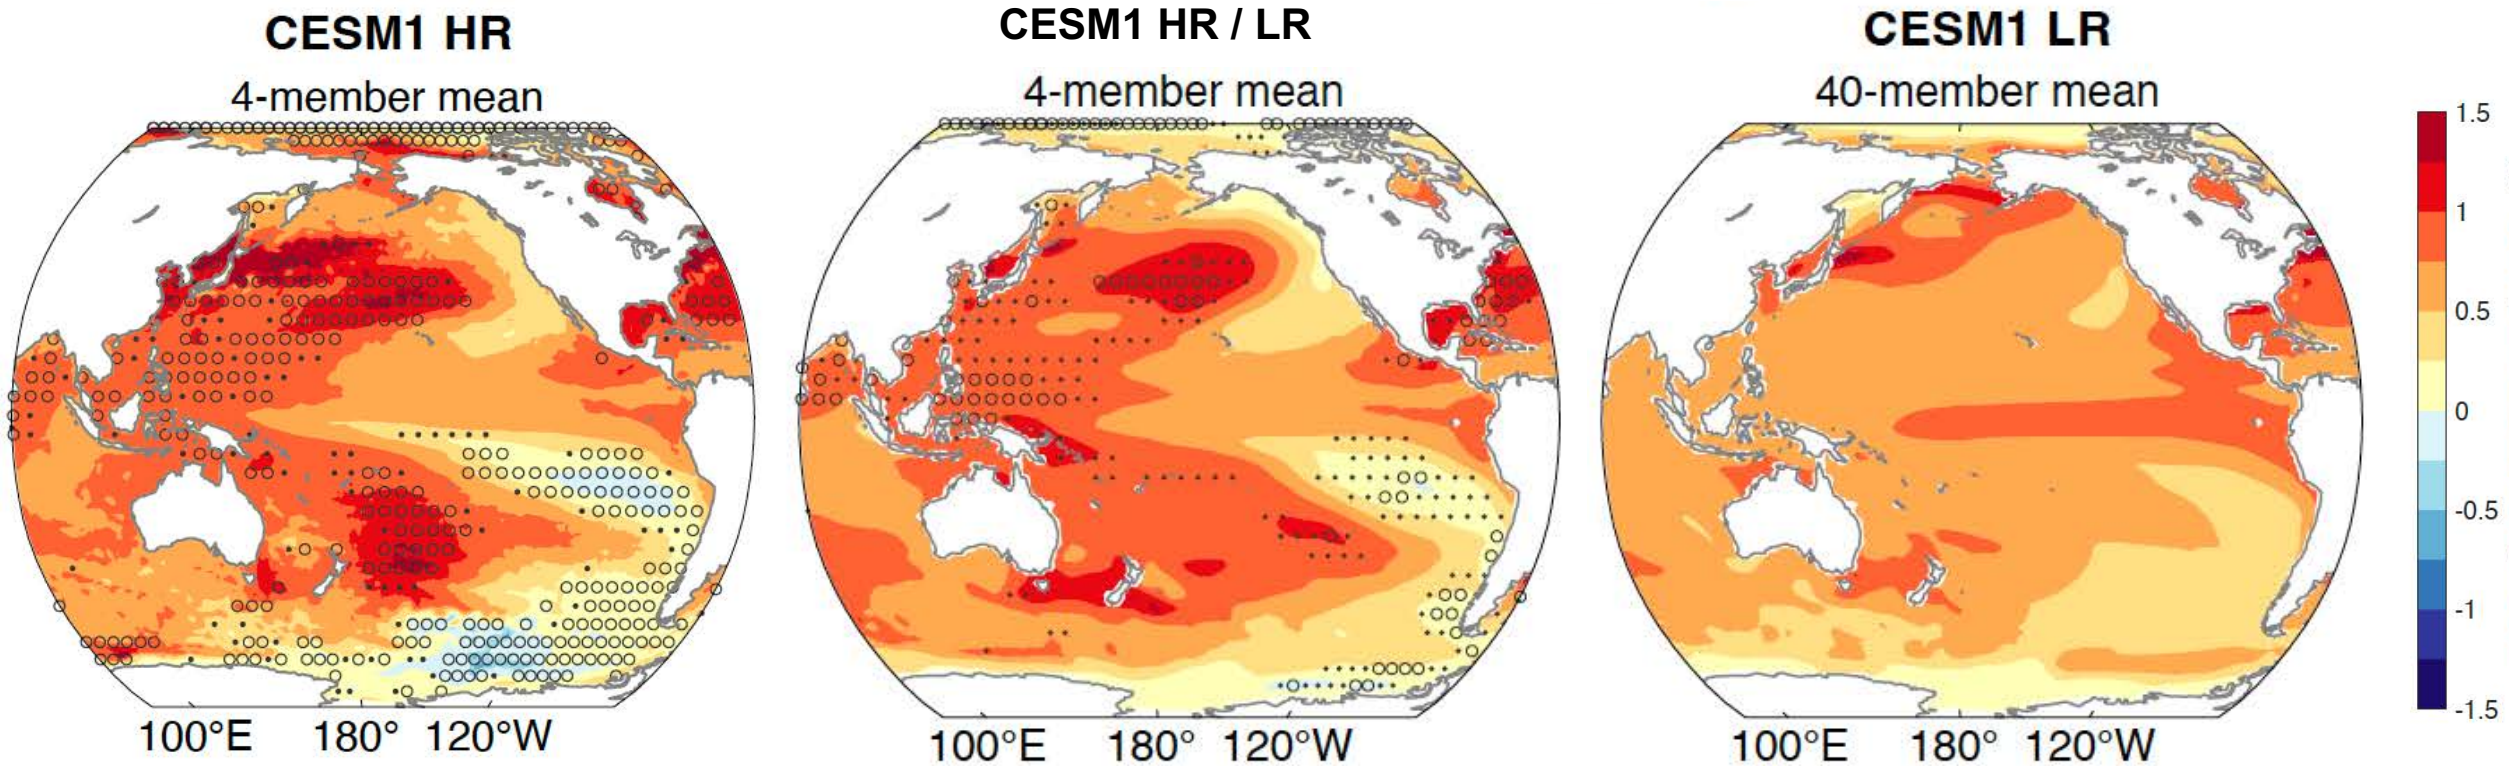 CESM1 HR
4-member mean
100°E 180° 120°W
CESM1 HR / LR
4-member mean
100°E 180° 120°W
CESM1 LR
40-member mean
100°E 180° 120°W
1.5
1
0.5
0
-0.5
-1
-1.5